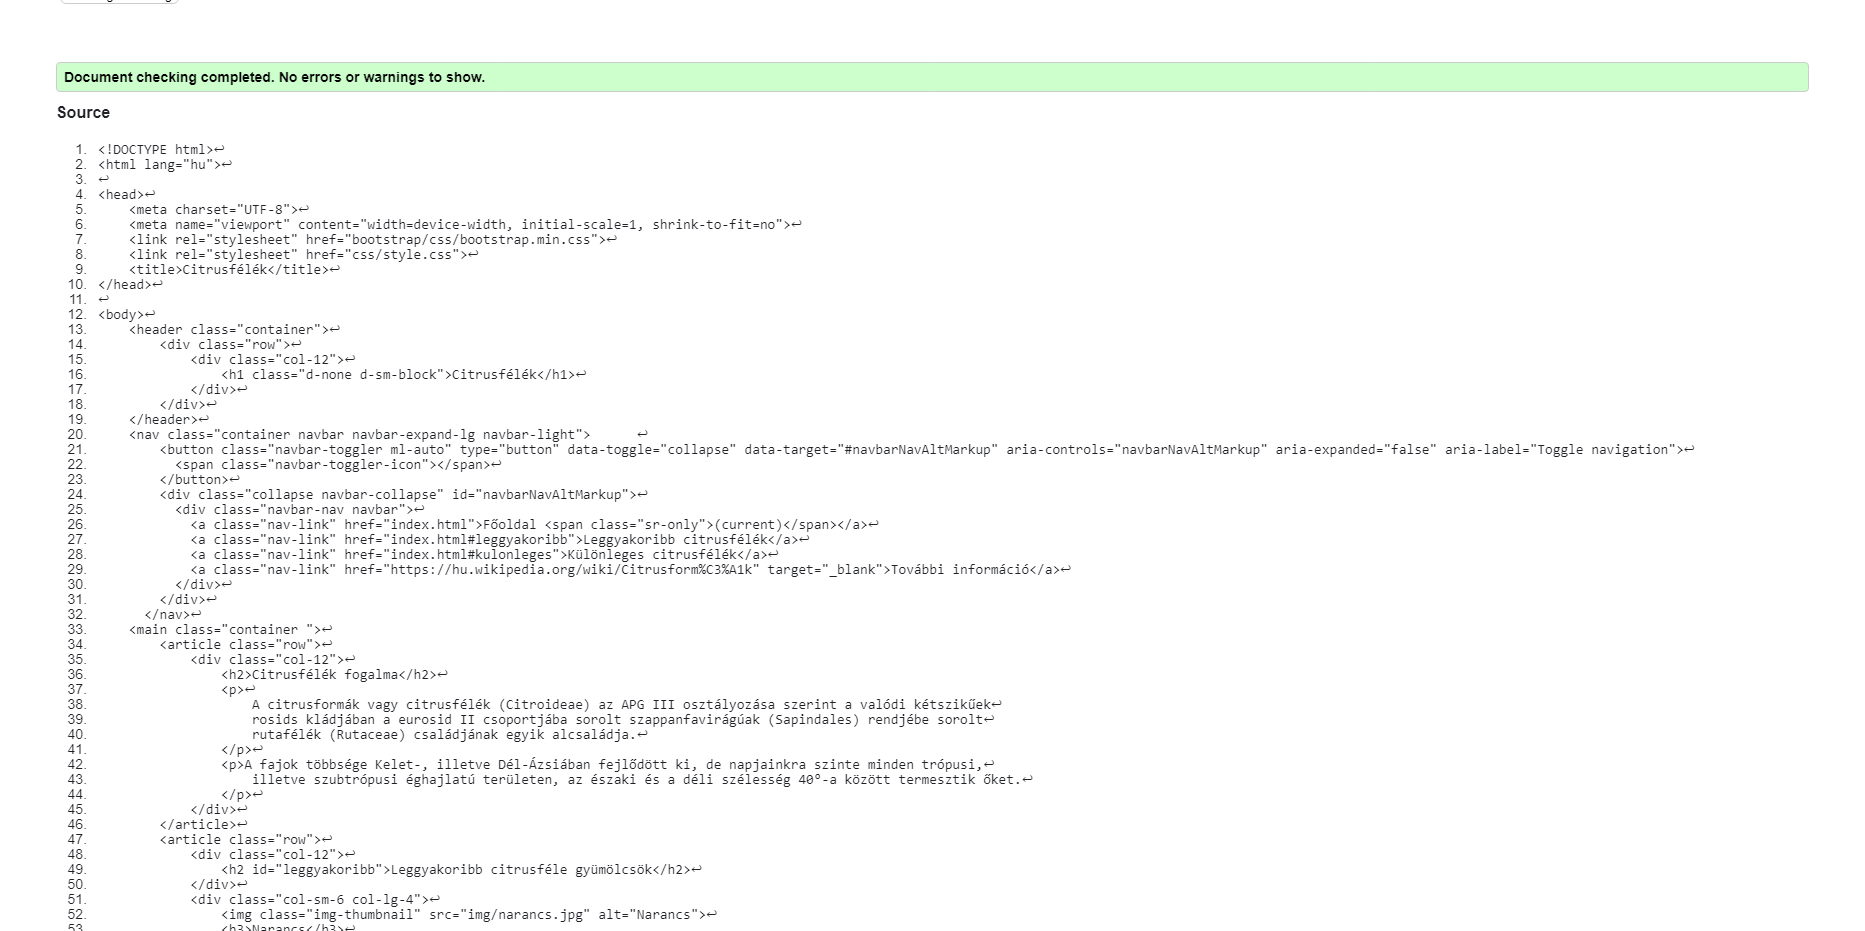 Document checking completed. No errors or warnings to show.
Source
1. <!DOCTYPE html>↩
2. <html lang="hu">↩
3. ↩
4. <head>↩
5.     <meta charset="UTF-8">↩
6.     <meta name="viewport" content="width=device-width, initial-scale=1, shrink-to-fit=no">↩
7.     <link rel="stylesheet" href="bootstrap/css/bootstrap.min.css">↩
8.     <link rel="stylesheet" href="css/style.css">↩
9.     <title>Citrusfélék</title>↩
10. </head>↩
11. ↩
12. <body>↩
13.     <header class="container">↩
14.         <div class="row">↩
15.             <div class="col-12">↩
16.                 <h1 class="d-none d-sm-block">Citrusfélék</h1>↩
17.             </div>↩
18.         </div>↩
19.     </header>↩
20.     <nav class="container navbar navbar-expand-lg navbar-light">      ↩
21.         <button class="navbar-toggler ml-auto" type="button" data-toggle="collapse" data-target="#navbarNavAltMarkup" aria-controls="navbarNavAltMarkup" aria-expanded="false" aria-label="Toggle navigation">↩
22.           <span class="navbar-toggler-icon"></span>↩
23.         </button>↩
24.         <div class="collapse navbar-collapse" id="navbarNavAltMarkup">↩
25.           <div class="navbar-nav navbar">↩
26.             <a class="nav-link" href="index.html">Főoldal <span class="sr-only">(current)</span></a>↩
27.             <a class="nav-link" href="index.html#leggyakoribb">Leggyakoribb citrusfélék</a>↩
28.             <a class="nav-link" href="index.html#kulonleges">Különleges citrusfélék</a>↩
29.             <a class="nav-link" href="https://hu.wikipedia.org/wiki/Citrusform%C3%A1k" target="_blank">További információ</a>↩
30.           </div>↩
31.         </div>↩
32.       </nav>↩
33.     <main class="container ">↩
34.         <article class="row">↩
35.             <div class="col-12">↩
36.                 <h2>Citrusfélék fogalma</h2>↩
37.                 <p>↩
38.                     A citrusformák vagy citrusfélék (Citroideae) az APG III osztályozása szerint a valódi kétszikűek↩
39.                     rosids kládjában a eurosid II csoportjába sorolt szappanfavirágúak (Sapindales) rendjébe sorolt↩
40.                     rutafélék (Rutaceae) családjának egyik alcsaládja.↩
41.                 </p>↩
42.                 <p>A fajok többsége Kelet-, illetve Dél-Ázsiában fejlődött ki, de napjainkra szinte minden trópusi,↩
43.                     illetve szubtrópusi éghajlatú területen, az északi és a déli szélesség 40°-a között termesztik őket.↩
44.                 </p>↩
45.             </div>↩
46.         </article>↩
47.         <article class="row">↩
48.             <div class="col-12">↩
49.                 <h2 id="leggyakoribb">Leggyakoribb citrusféle gyümölcsök</h2>↩
50.             </div>↩
51.             <div class="col-sm-6 col-lg-4">↩
52.                 <img class="img-thumbnail" src="img/narancs.jpg" alt="Narancs">↩
53.                 <h3>Narancs</h3>↩